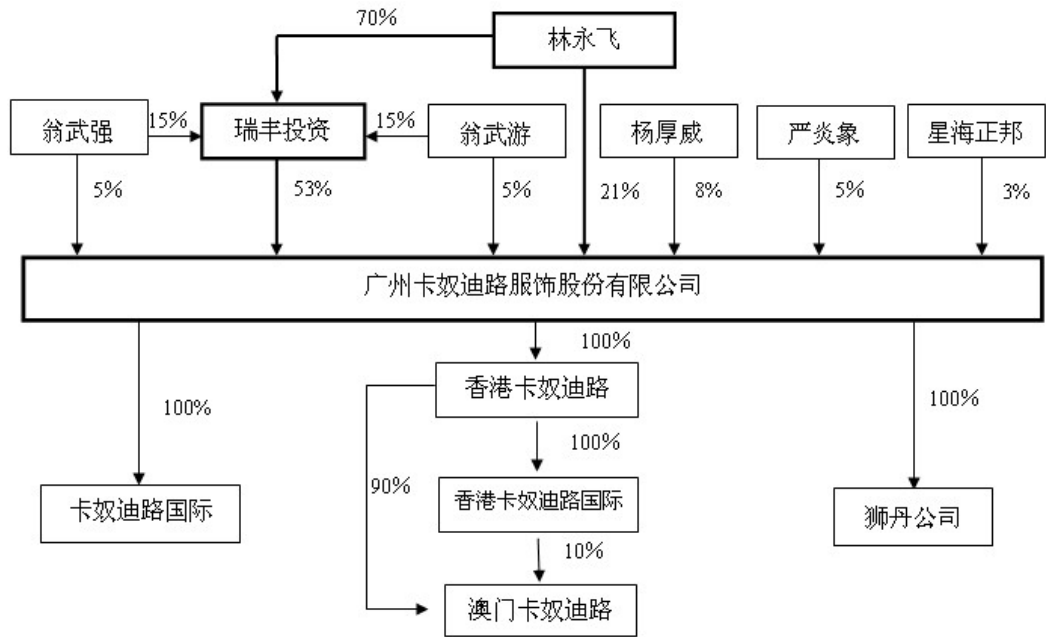 70%
林永飞
翁武强
15%
瑞丰投资
15%
翁武游
杨厚威
严炎象
星海正邦
5%
53%
5%
21%
8%
5%
3%
广州卡奴迪路服饰股份有限公司
100%
香港卡奴迪路
100%
100%
100%
90%
卡奴迪路国际
香港卡奴迪路国际
狮丹公司
10%
澳门卡奴迪路